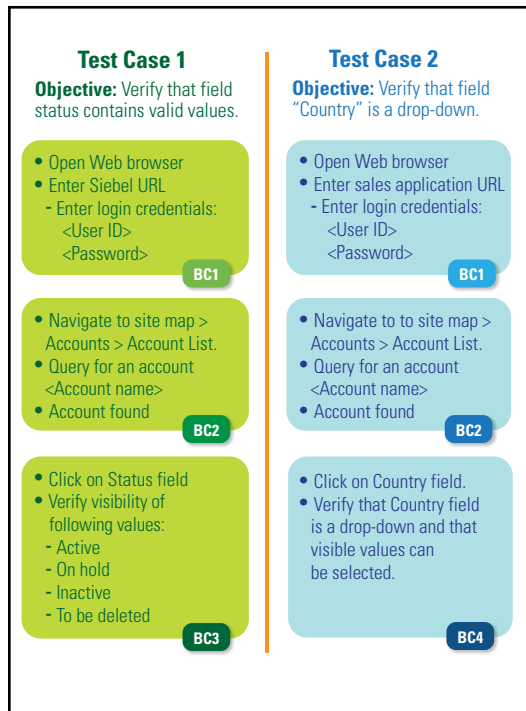 Test Case 1
Objective: Verify that field
status contains valid values.
• Open Web browser
• Enter Siebel URL
- Enter login credentials:
<User ID>
<Password>
BC1
• Navigate to site map >
Accounts > Account List.
• Query for an account
<Account name>
• Account found
BC2
• Click on Status field
• Verify visibility of
following values:
- Active
- On hold
- Inactive
- To be deleted
BC3
Test Case 2
Objective: Verify that field
“Country” is a drop-down.
• Open Web browser
• Enter sales application URL
- Enter login credentials:
<User ID>
<Password>
BC1
• Navigate to to site map >
Accounts > Account List.
• Query for an account
<Account name>
• Account found
BC2
• Click on Country field.
• Verify that Country field
is a drop-down and that
visible values can
be selected.
BC4